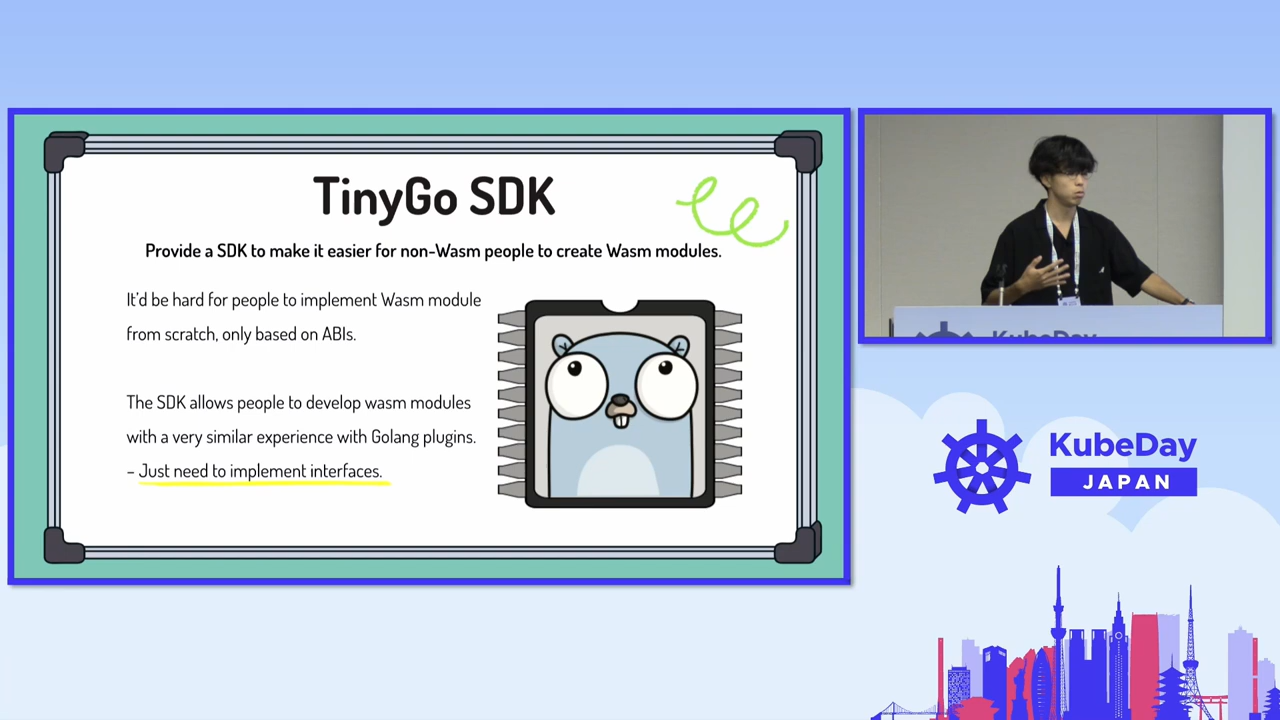 TinyGo SDK
Provide a SDK to make it easier for non-Wasm people to create Wasm modules.
It'd be hard for people to implement Wasm module
from scratch, only based on ABIs.
The SDK allows people to develop wasm modules
with a very similar experience with Golang plugins.
– Just need to implement interfaces.
KubeDay
KubeDay
JAPAN